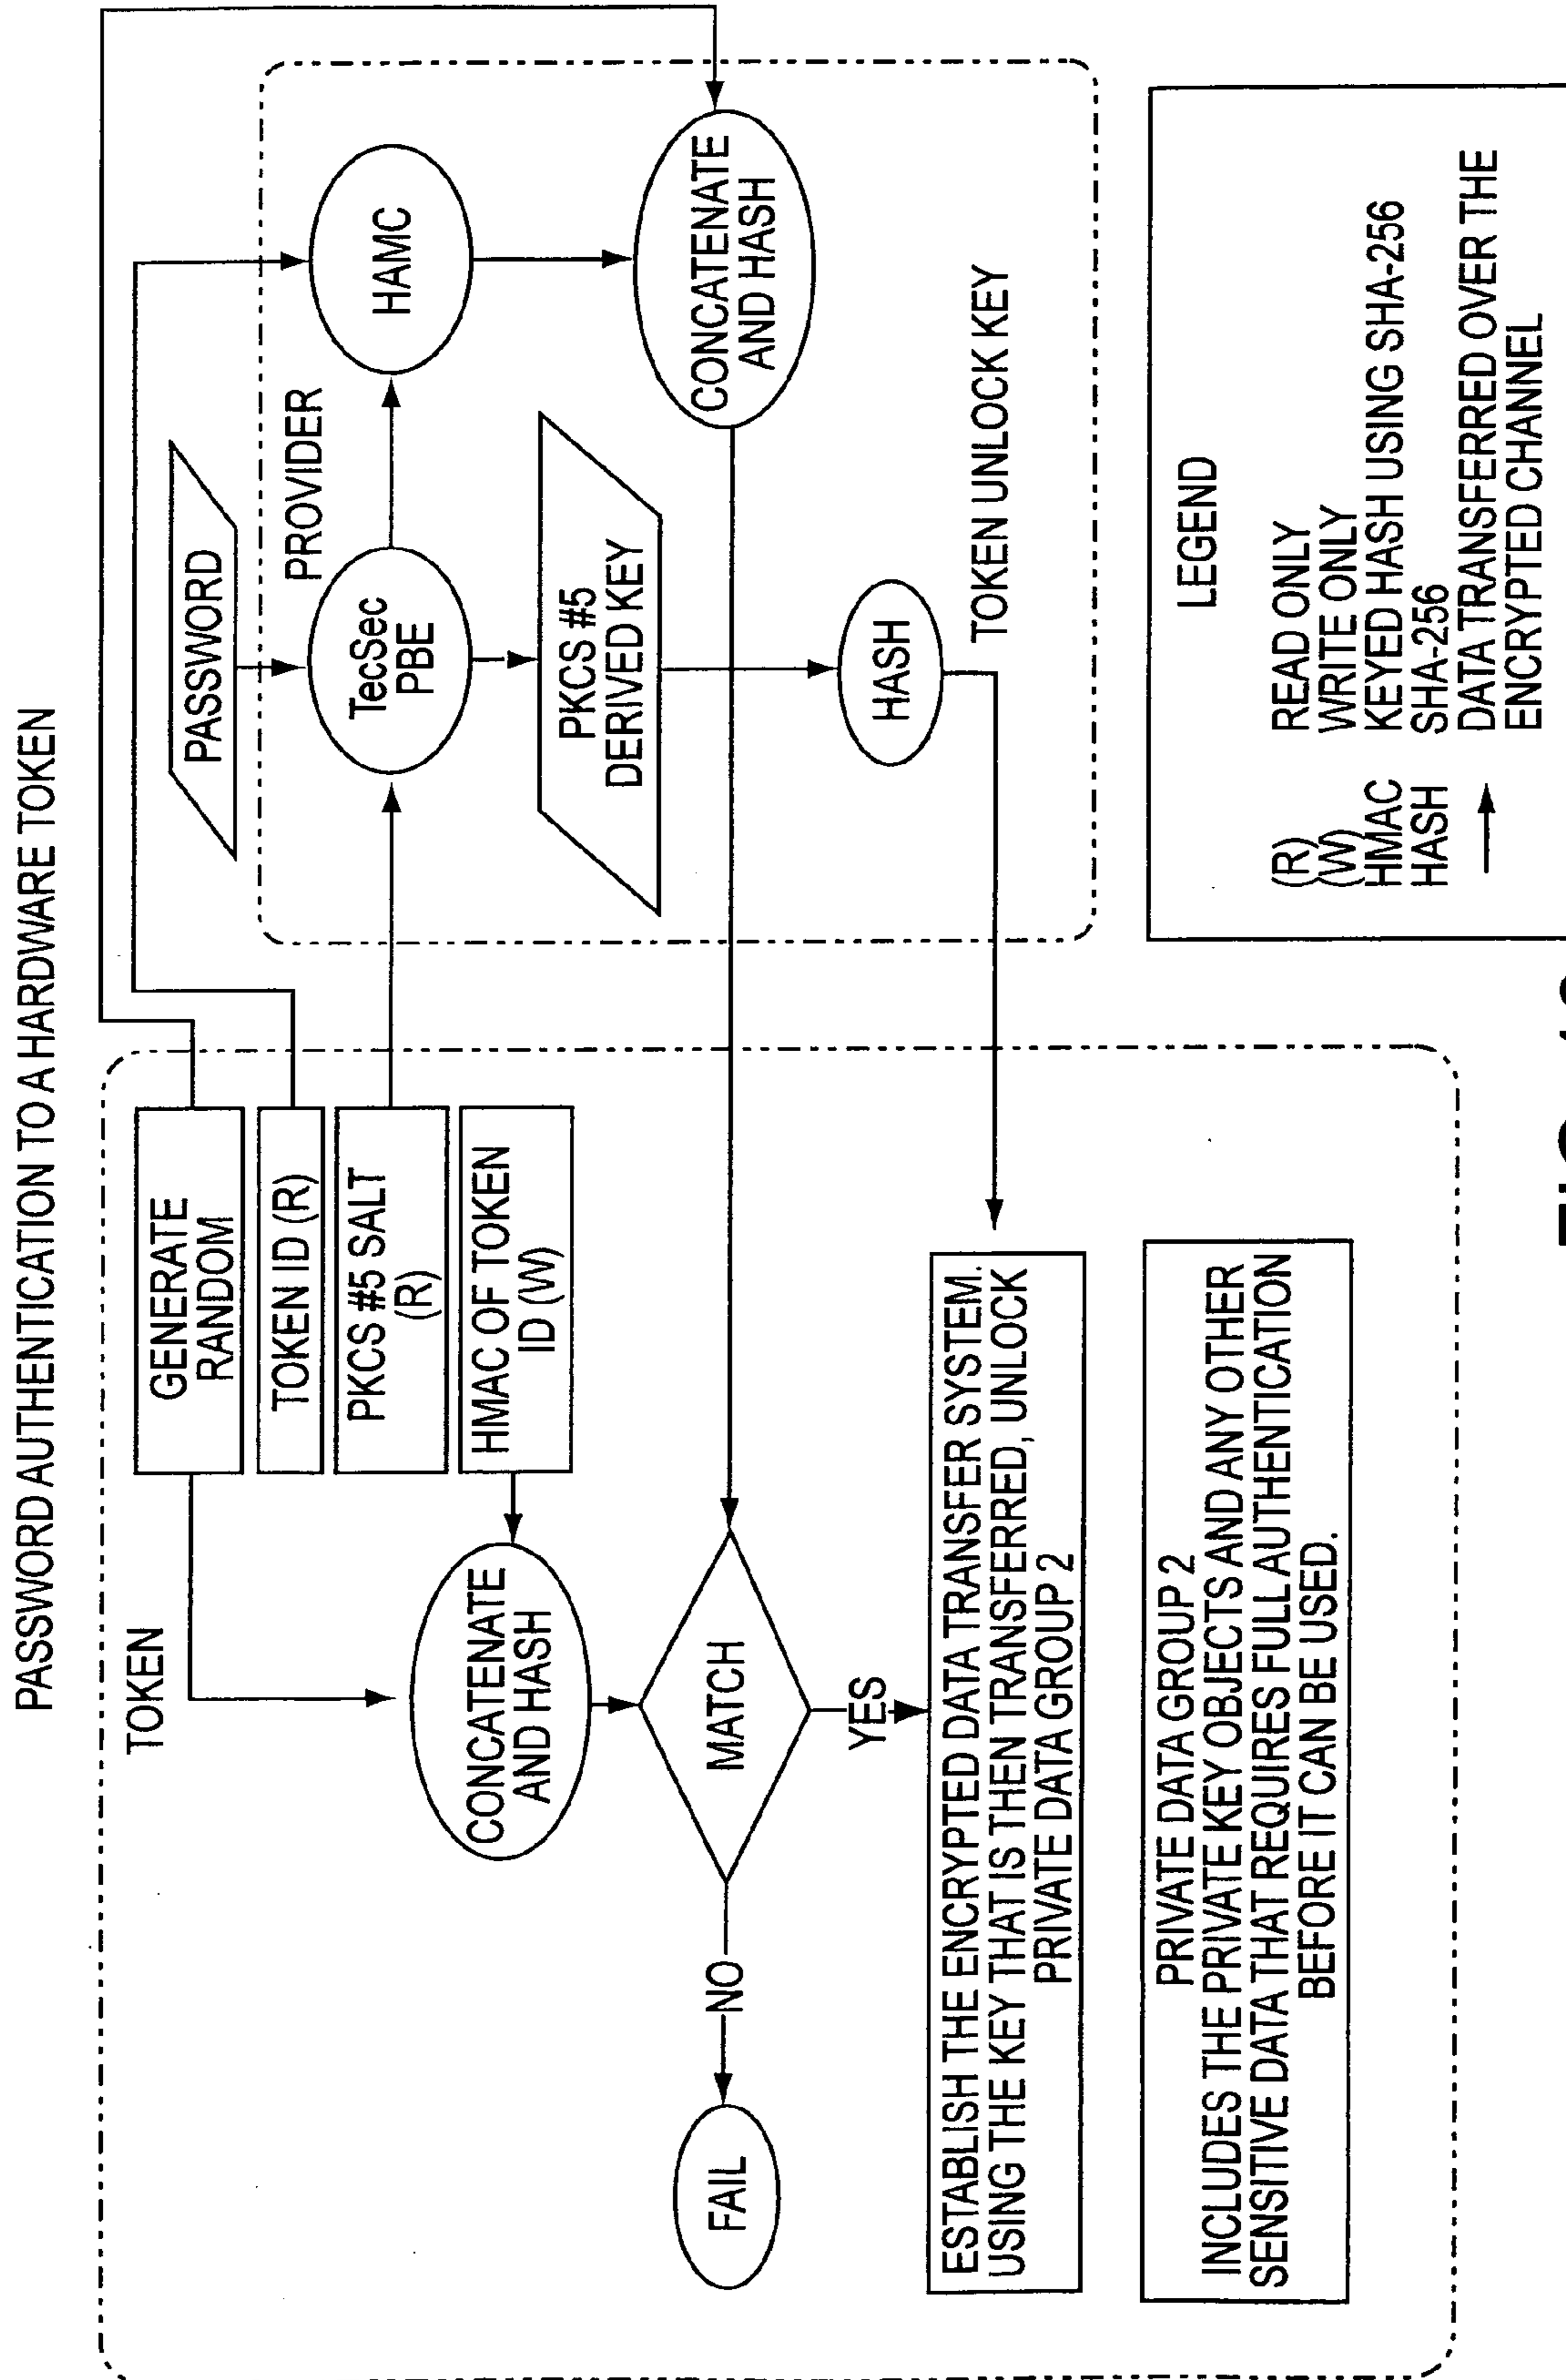 PASSWORD AUTHENTICATION TO A HARDWARE TOKEN
TOKEN
GENERATE
RANDOM
TOKEN ID (R)
PKCS #5 SALT
(R)
HMAC OF TOKEN
ID (W)
CONCATENATE
AND HASH
MATCH
NO
FAIL
YES
ESTABLISH THE ENCRYPTED DATA TRANSFER SYSTEM.
USING THE KEY THAT IS THEN TRANSFERRED, UNLOCK
PRIVATE DATA GROUP 2
PRIVATE DATA GROUP 2
INCLUDES THE PRIVATE KEY OBJECTS AND ANY OTHER
SENSITIVE DATA THAT REQUIRES FULL AUTHENTICATION
BEFORE IT CAN BE USED.
PASSWORD
PROVIDER
TecSec
PBE
HAMC
PKCS #5
DERIVED KEY
CONCATENATE
AND HASH
HASH
TOKEN UNLOCK KEY
LEGEND
(R) READ ONLY
(W) WRITE ONLY
HMAC KEYED HASH USING SHA-256
HASH SHA-256
DATA TRANSFERRED OVER THE
ENCRYPTED CHANNEL